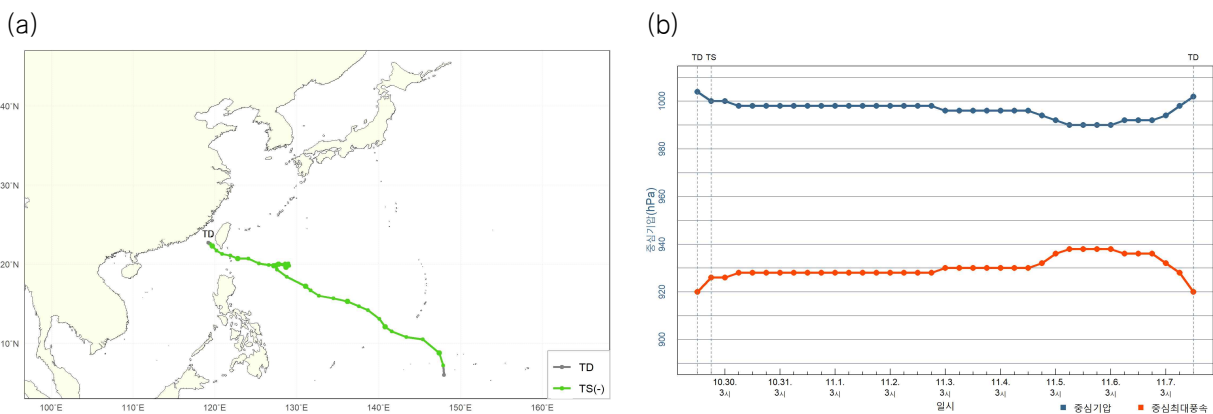 (a)
(b)
40°N
30°N
20°N
10°N
100°E
110°E
120°E
130°E
140°E
150°E
160°E
TD
TD
TS(-)
TD TS
TD
1000
980
960
940
920
900
중심기압(hPa)
10.30. 10.31. 11.1. 11.2. 11.3. 11.4. 11.5. 11.6. 11.7.
3시 3시 3시 3시 3시 3시 3시 3시 3시
일시
중심기압 중심최대풍속